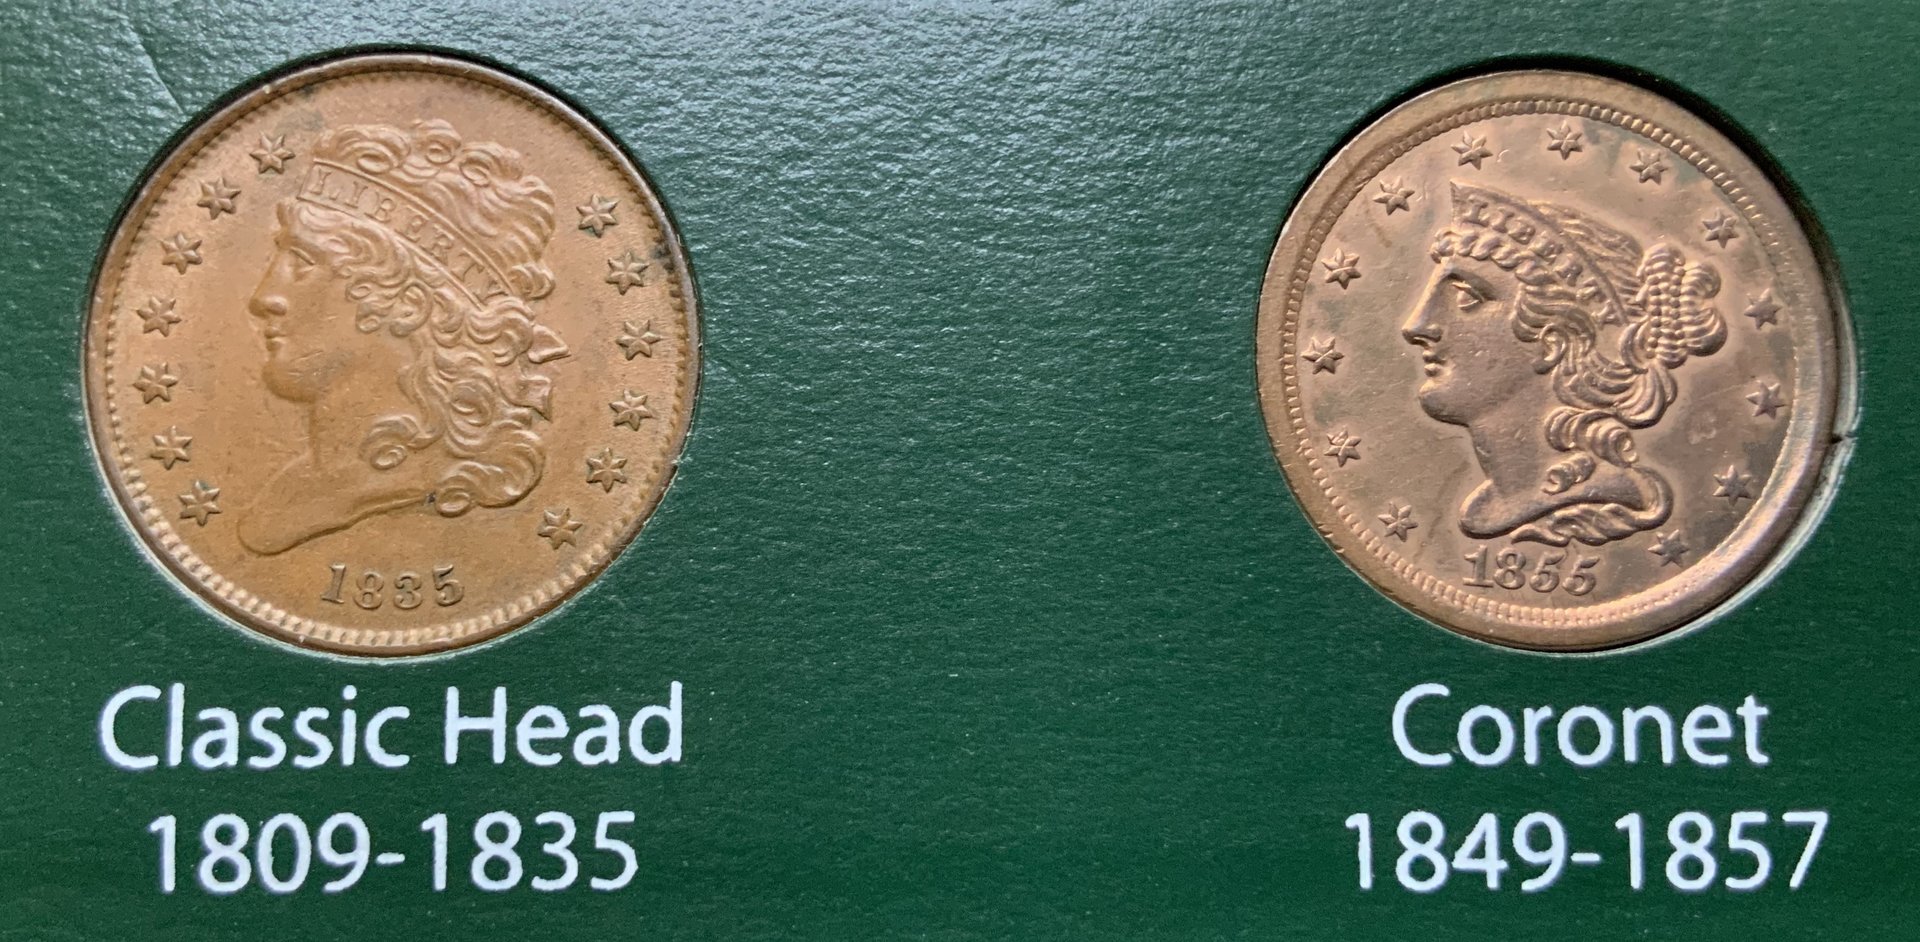 LIBERTY
1835
Classic Head
1809-1835
LIBERTY
1855
Coronet
1849-1857